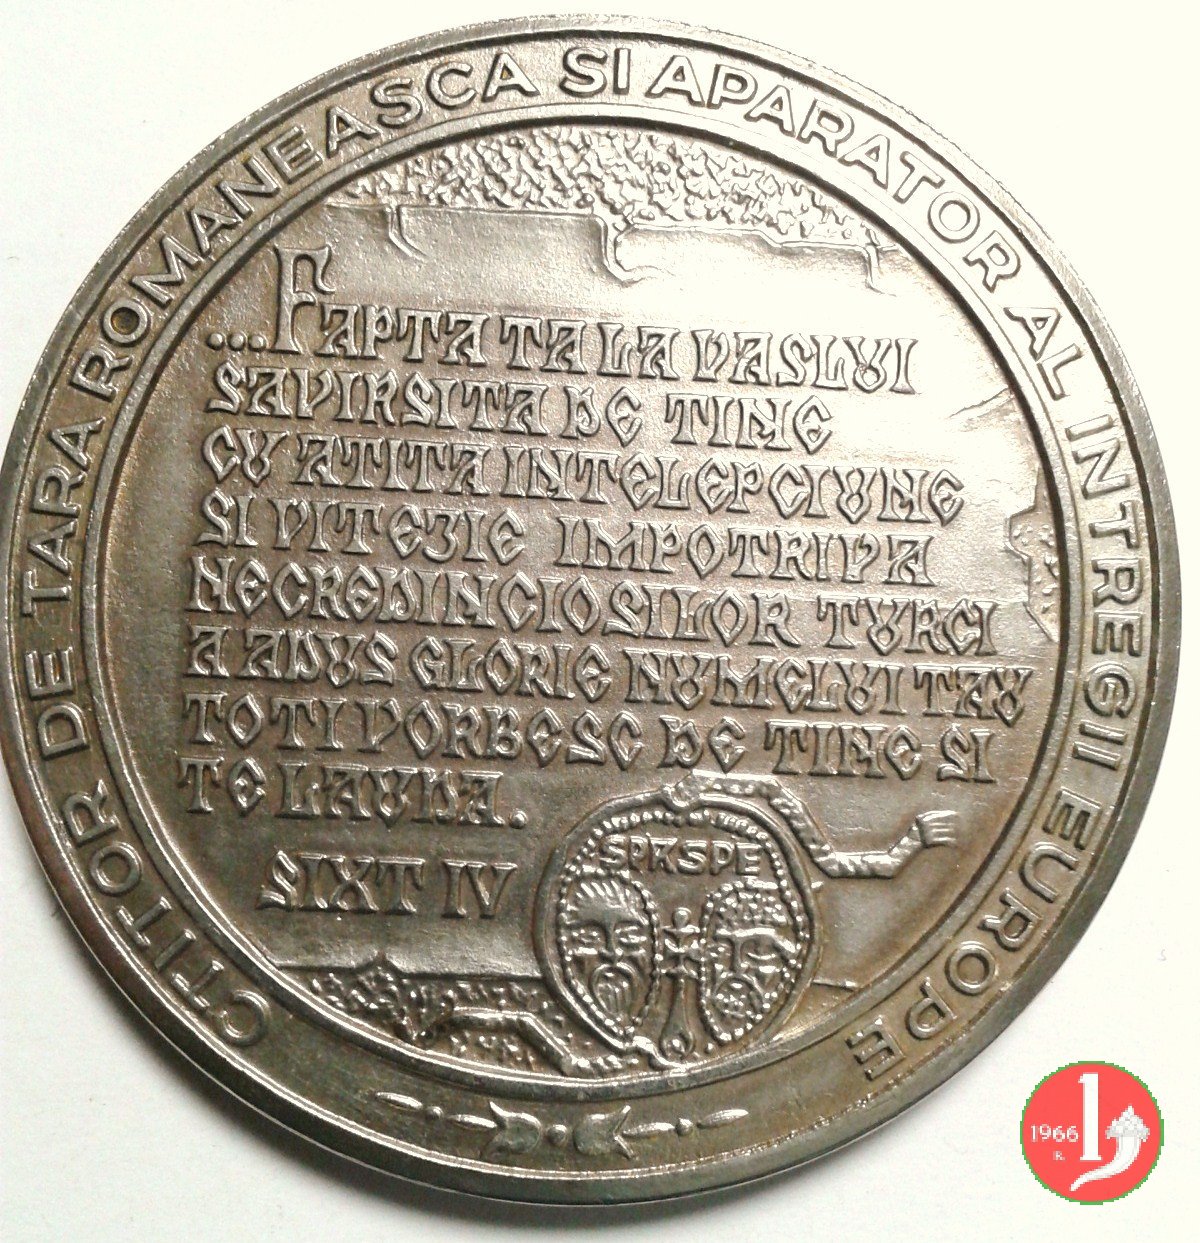 CTITOR DE TARA ROMANEASCA SI APARATOR AL INTREGII EUROPE
...FAPTA TA LA VASLUI
SAVIRSITA DE TINE
CU ATITA INTELEPCIUNE
SI VITEZIE IMPOTRIVA
NECREDINCIOSILOR TURCI
A ADUS GLORIE NUMELUI TAU
TOTI VORBESC DE TINE SI
TE LAUDA.
SIXT IV
SPASPE
1966
R.